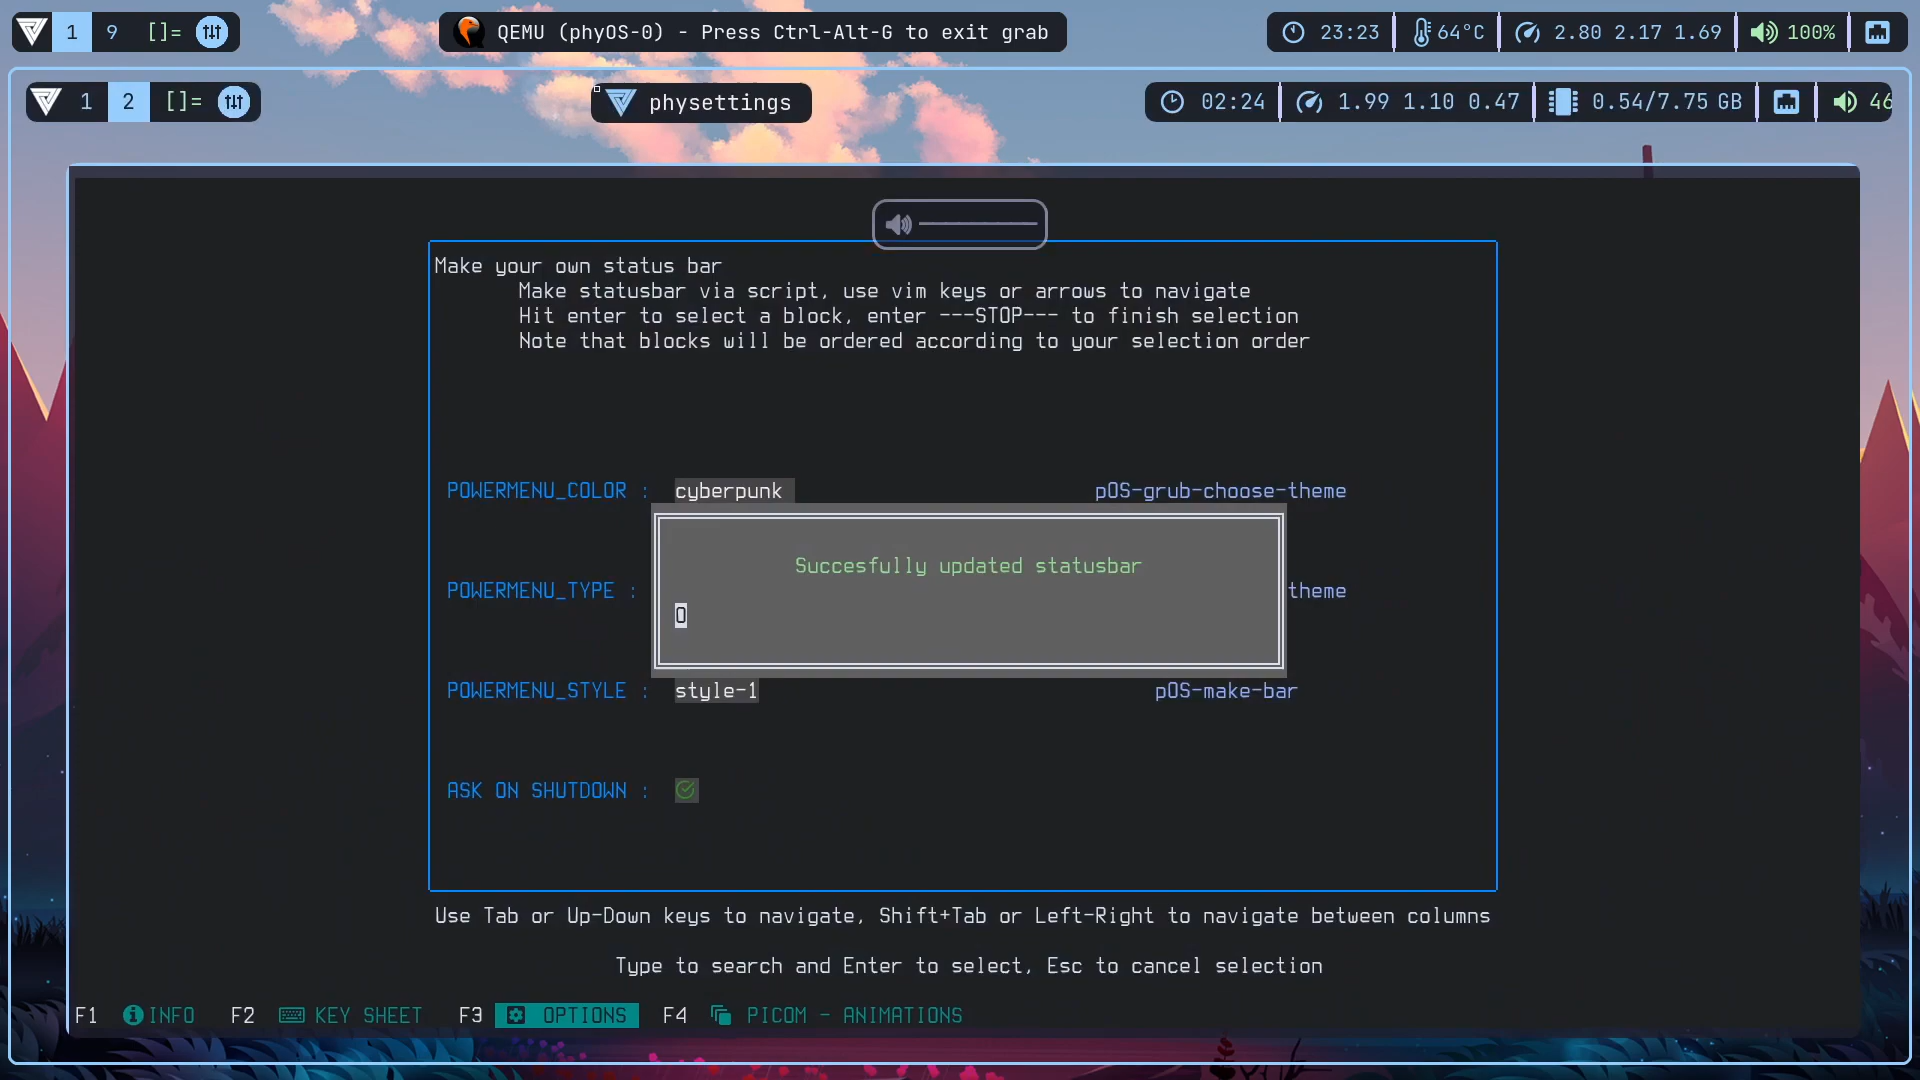 1 9 []= QEMU (phyOS-0) - Press Ctrl-Alt-G to exit grab 23:23 64°C 2.80 2.17 1.69 100%
1 2 []= physettings 02:24 1.99 1.10 0.47 0.54/7.75 GB 46
Make your own status bar
Make statusbar via script, use vim keys or arrows to navigate
Hit enter to select a block, enter ---STOP--- to finish selection
Note that blocks will be ordered according to your selection order
POWERMENU_COLOR : cyberpunk pOS-grub-choose-theme
Succesfully updated statusbar
POWERMENU_TYPE : theme
0
POWERMENU_STYLE : style-1 pOS-make-bar
ASK ON SHUTDOWN :
Use Tab or Up-Down keys to navigate, Shift+Tab or Left-Right to navigate between columns
Type to search and Enter to select, Esc to cancel selection
F1 INFO F2 KEY SHEET F3 OPTIONS F4 PICOM - ANIMATIONS